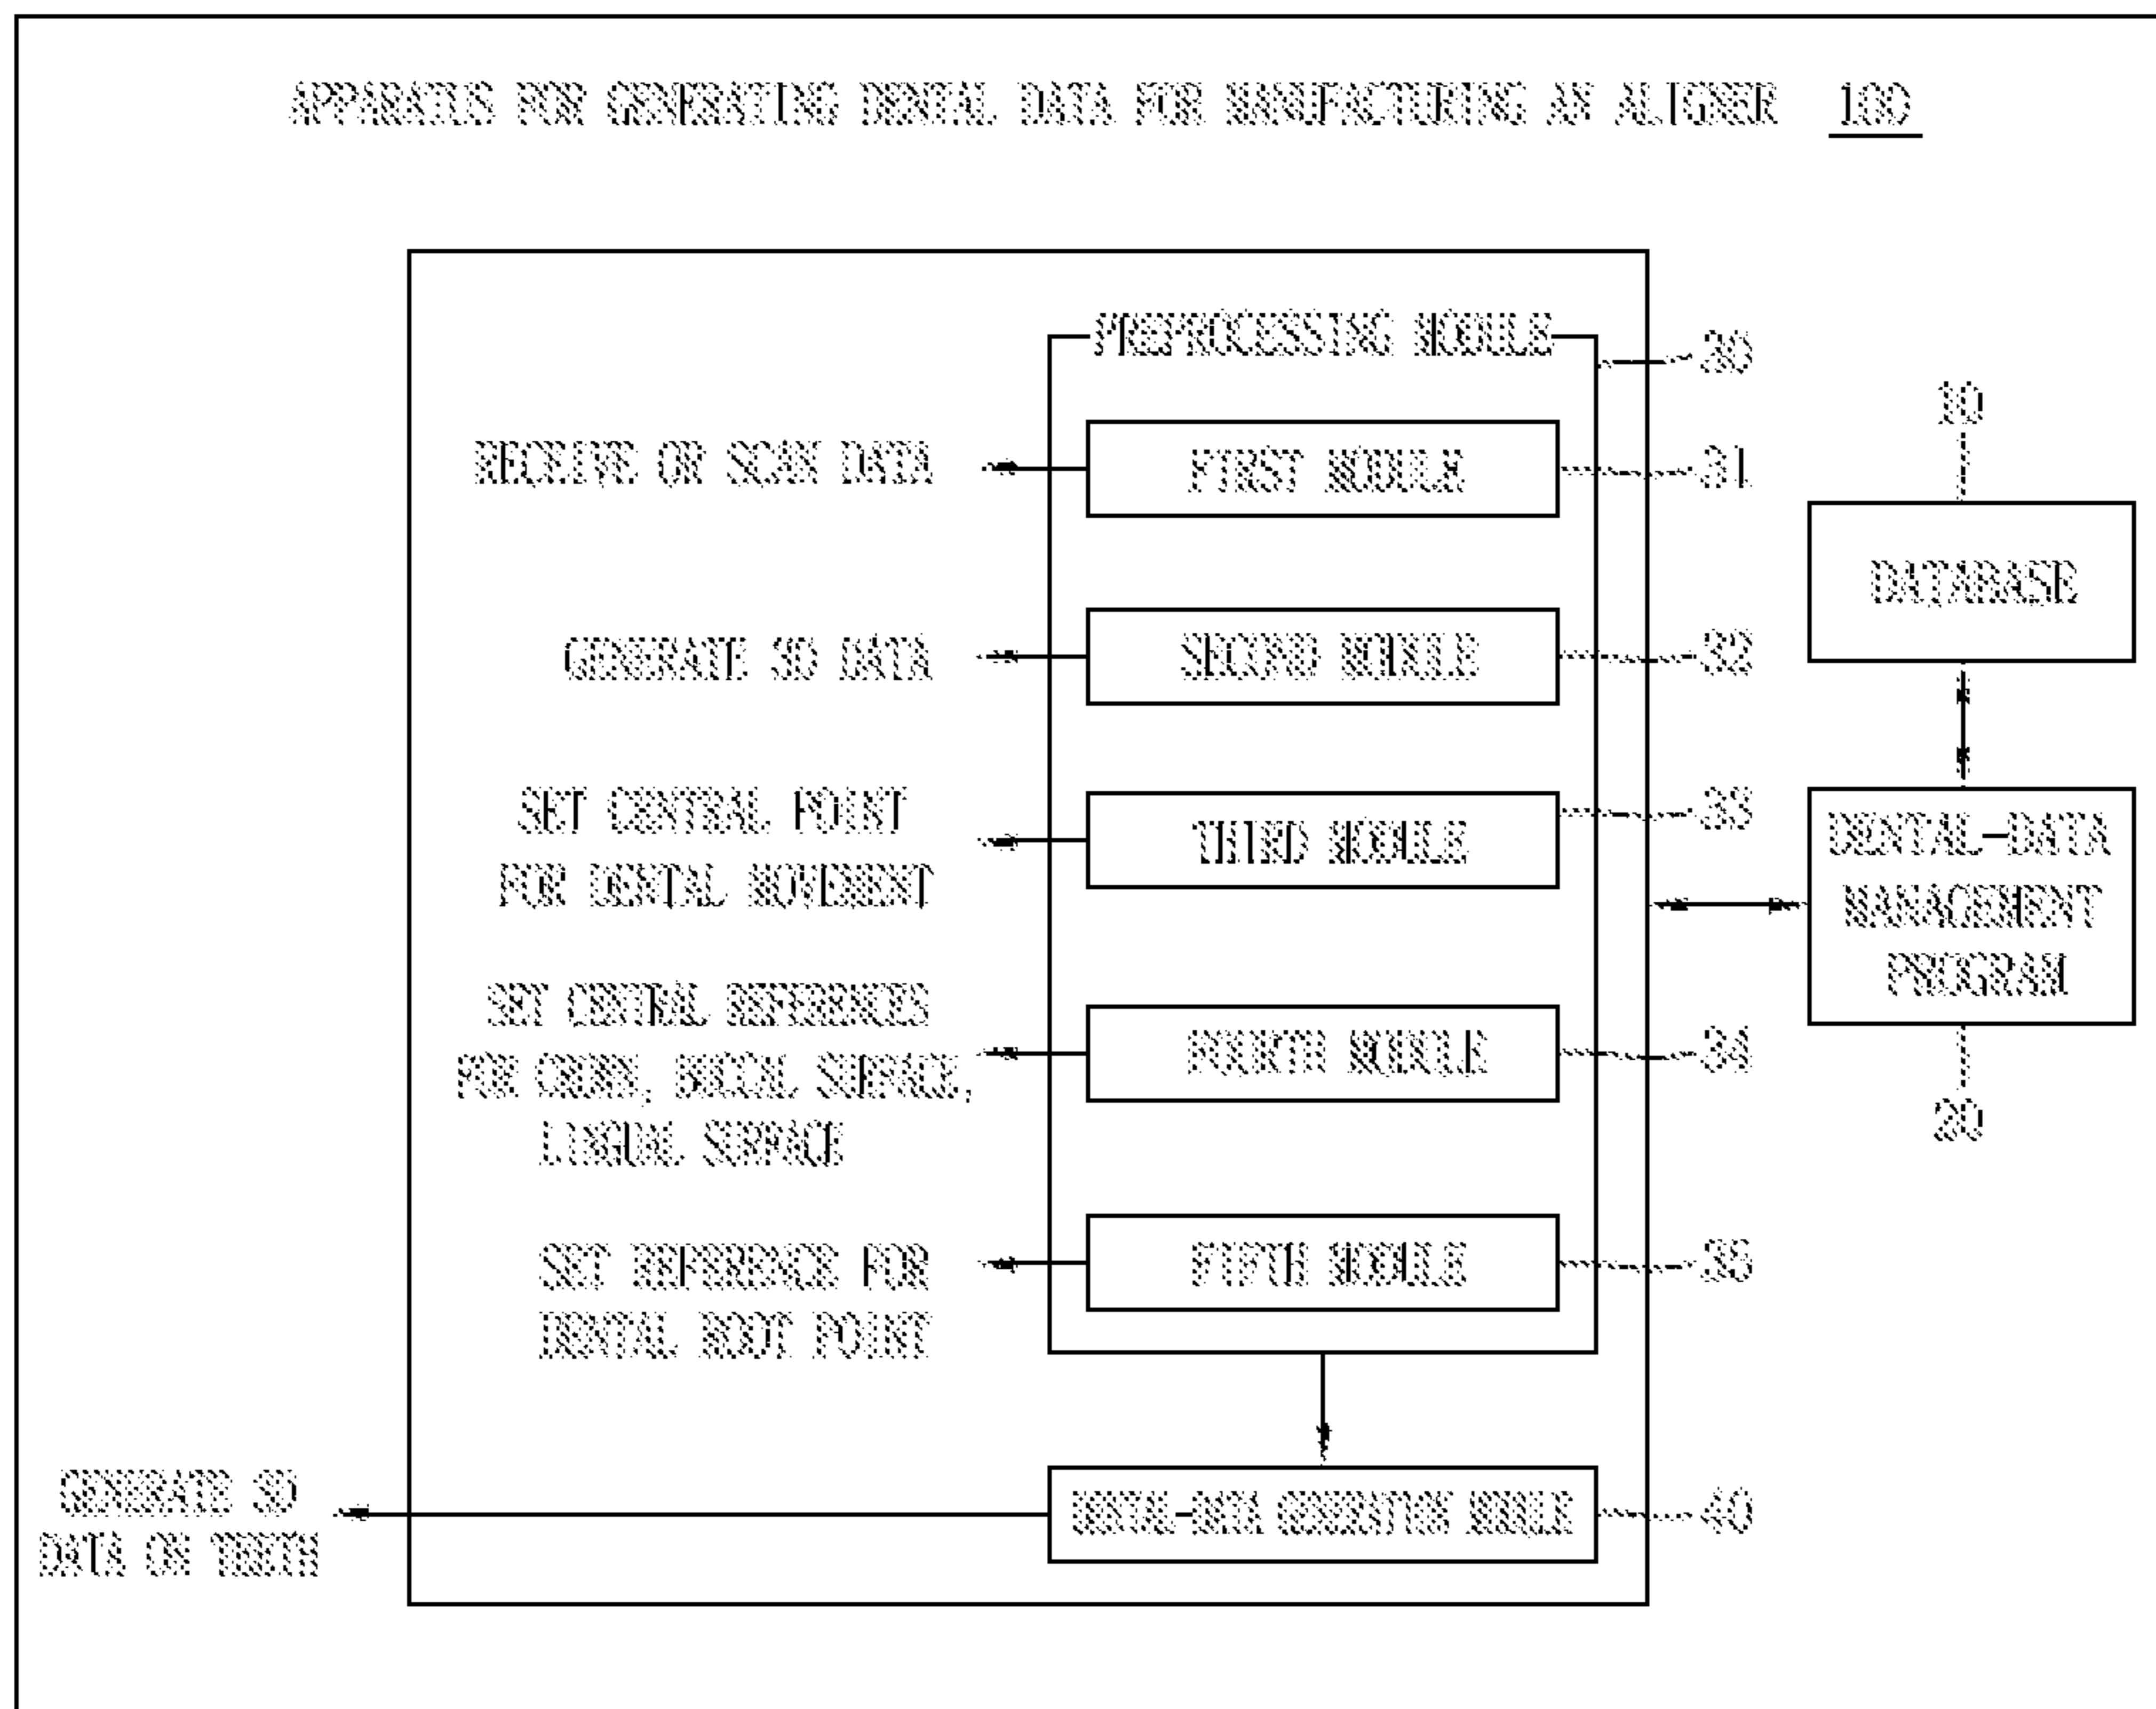 APPARATUS FOR GENERATING DENTAL DATA FOR MANUFACTURING AN ALIGNER 100
PREPROCESSING MODULE
30
RECEIVE OR SCAN DATA
FIRST MODULE
31
10
DATABASE
GENERATE 3D DATA
SECOND MODULE
32
SET CENTRAL POINT
FOR DENTAL MOVEMENT
THIRD MODULE
33
DENTAL-DATA
MANAGEMENT
PROGRAM
20
SET CENTRAL REFERENCES
FOR CROWN, BUCCAL SURFACE,
LINGUAL SURFACE
FOURTH MODULE
34
SET REFERENCE FOR
DENTAL ROOT POINT
FIFTH MODULE
35
GENERATE 3D
DATA ON TEETH
DENTAL-DATA GENERATION MODULE
40